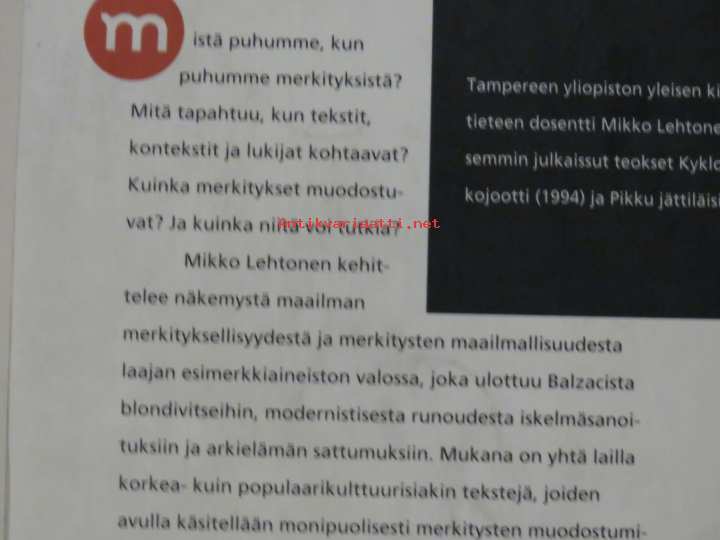 m
istä puhumme, kun
puhumme merkityksistä?
Mitä tapahtuu, kun tekstit,
kontekstit ja lukijat kohtaavat?
Kuinka merkitykset muodostu-
vat? Ja kuinka niitä voi tutkia?
Antikvariaatti.net
Mikko Lehtonen kehit-
telee näkemystä maailman
merkityksellisyydestä ja merkitysten maailmallisuudesta
laajan esimerkkiaineiston valossa, joka ulottuu Balzacista
blondivitseihin, modernistisesta runoudesta iskelmäsanoi-
tuksiin ja arkielämän sattumuksiin. Mukana on yhtä lailla
korkea- kuin populaarikulttuurisiakin tekstejä, joiden
avulla käsitellään monipuolisesti merkitysten muodostumi-
Tampereen yliopiston yleisen ki
tieteen dosentti Mikko Lehtone
semmin julkaissut teokset Kyklo
kojootti (1994) ja Pikku jättiläisi